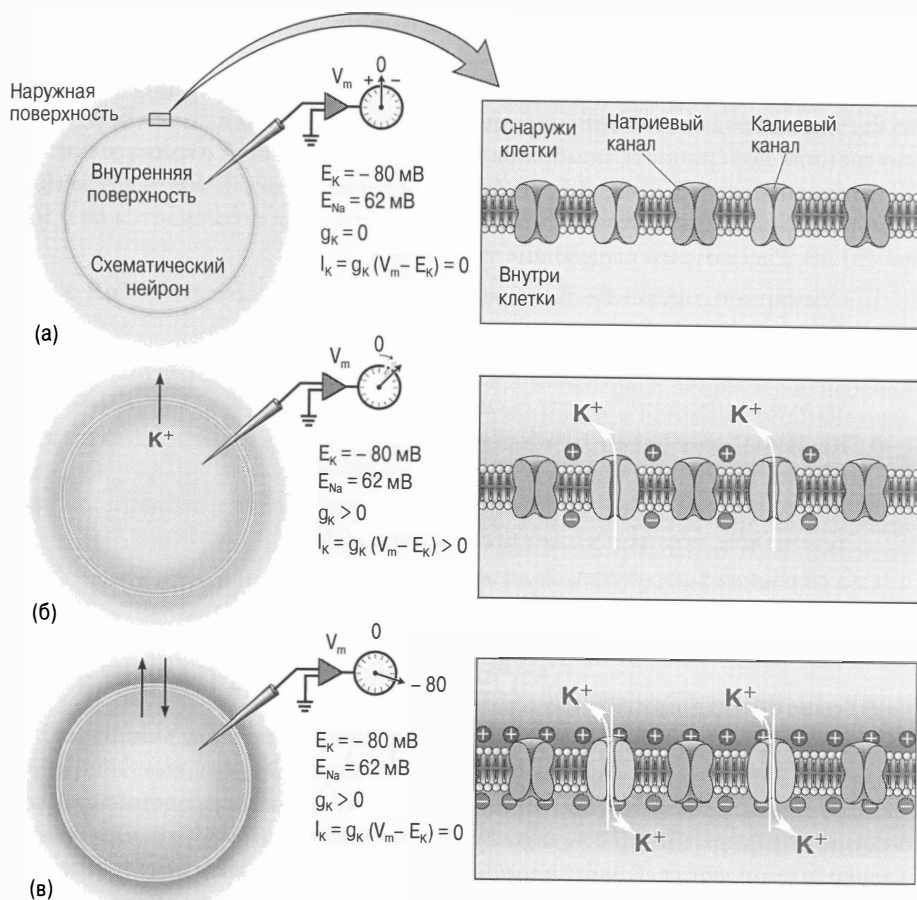 Наружная
поверхность
Внутренняя
поверхность
Схематический
нейрон
V_m
0
+ −
E_K = − 80 мВ
E_Na = 62 мВ
g_K = 0
I_K = g_K (V_m − E_K) = 0
Снаружи
клетки
Натриевый
канал
Калиевый
канал
Внутри
клетки
(а)
K⁺
V_m
0
E_K = − 80 мВ
E_Na = 62 мВ
g_K > 0
I_K = g_K (V_m − E_K) > 0
K⁺ K⁺
+ + + +
− − − −
(б)
V_m
0
− 80
E_K = − 80 мВ
E_Na = 62 мВ
g_K > 0
I_K = g_K (V_m − E_K) = 0
K⁺ K⁺
+ + + + + + + + + + +
− − − − − − − − − − −
K⁺ K⁺
(в)